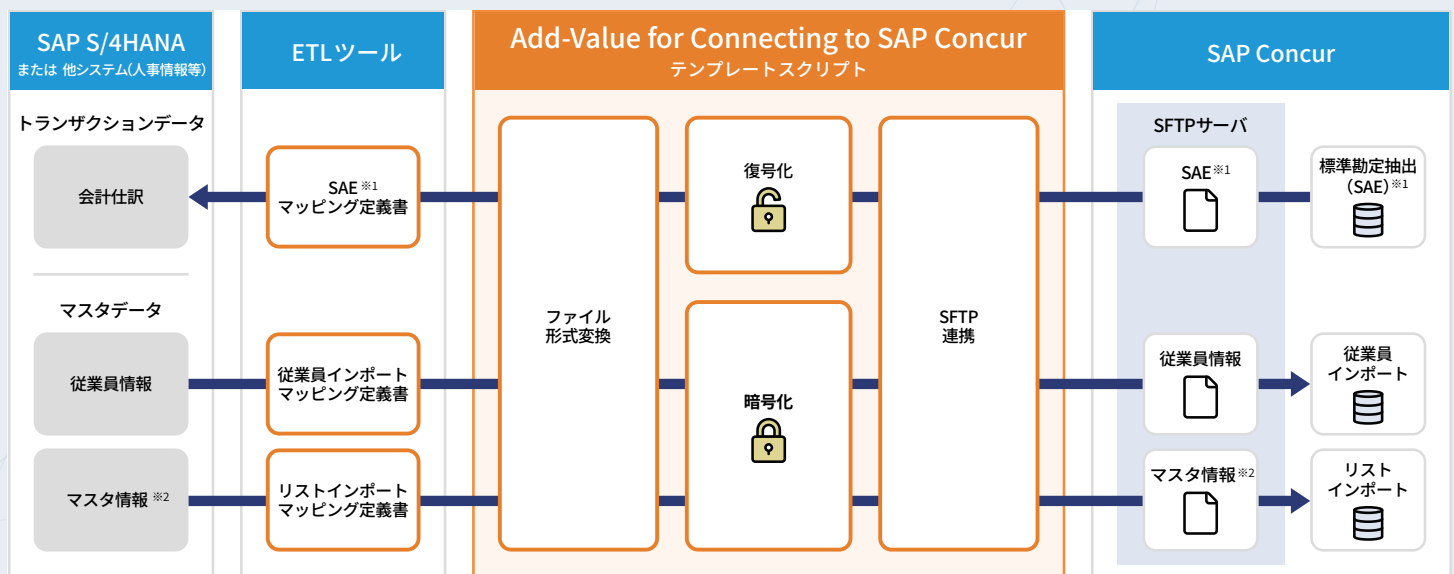 SAP S/4HANA
または 他システム(人事情報等)
ETLツール
Add-Value for Connecting to SAP Concur
テンプレートスクリプト
SAP Concur
トランザクションデータ
会計仕訳
SAE ※1
マッピング定義書
ファイル
形式変換
復号化
SFTP
連携
SFTPサーバ
SAE※1
標準勘定抽出
(SAE)※1
マスタデータ
従業員情報
従業員インポート
マッピング定義書
暗号化
従業員情報
従業員
インポート
マスタ情報 ※2
リストインポート
マッピング定義書
マスタ情報※2
リスト
インポート